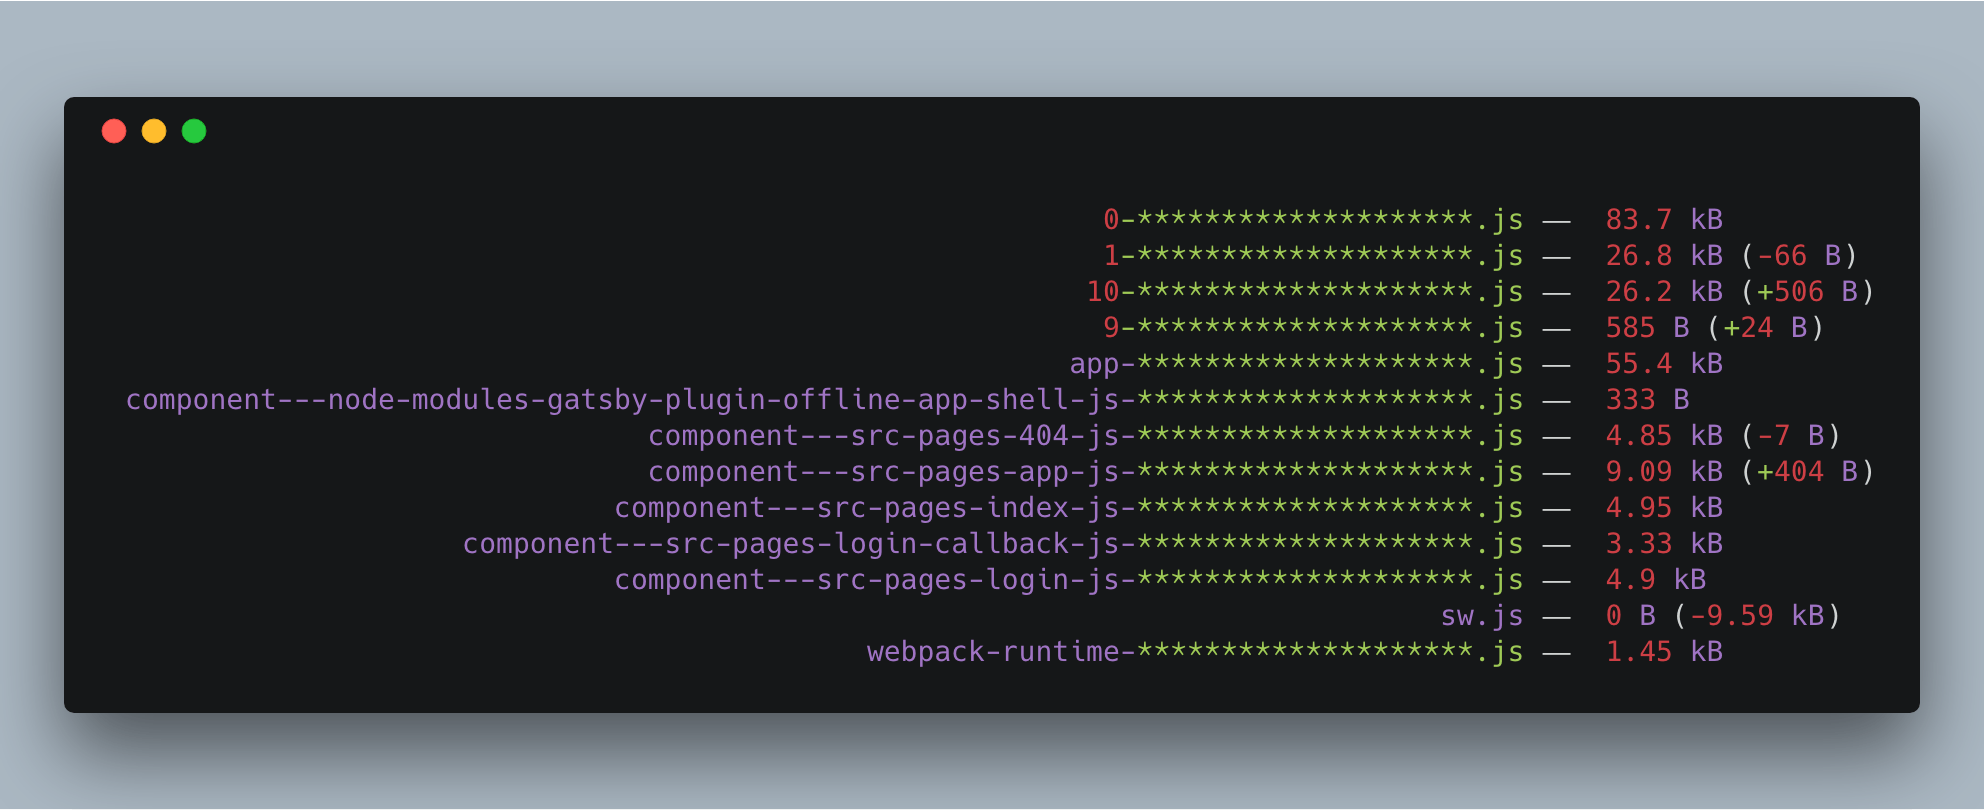 0-********************.js —  83.7 kB
1-********************.js —  26.8 kB (-66 B)
10-********************.js —  26.2 kB (+506 B)
9-********************.js —  585 B (+24 B)
app-********************.js —  55.4 kB
component---node-modules-gatsby-plugin-offline-app-shell-js-********************.js —  333 B
component---src-pages-404-js-********************.js —  4.85 kB (-7 B)
component---src-pages-app-js-********************.js —  9.09 kB (+404 B)
component---src-pages-index-js-********************.js —  4.95 kB
component---src-pages-login-callback-js-********************.js —  3.33 kB
component---src-pages-login-js-********************.js —  4.9 kB
sw.js —  0 B (-9.59 kB)
webpack-runtime-********************.js —  1.45 kB